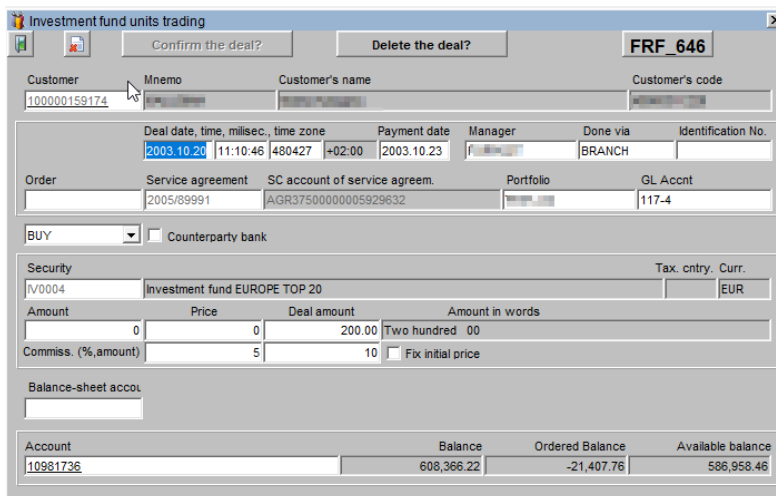 Investment fund units trading
Confirm the deal? Delete the deal? FRF_646
Customer Mnemo Customer's name Customer's code
100000159174
Deal date, time, milisec., time zone Payment date Manager Done via Identification No.
2003.10.20 11:10:46 480427 +02:00 2003.10.23 BRANCH
Order Service agreement SC account of service agreem. Portfolio GL Accnt
2005/89991 AGR37500000005929632 117-4
BUY Counterparty bank
Security Tax. cntry. Curr.
IV0004 Investment fund EUROPE TOP 20 EUR
Amount Price Deal amount Amount in words
0 0 200.00 Two hundred 00
Commiss. (%,amount) 5 10 Fix initial price
Balance-sheet accou
Account Balance Ordered Balance Available balance
10981736 608,366.22 -21,407.76 586,958.46